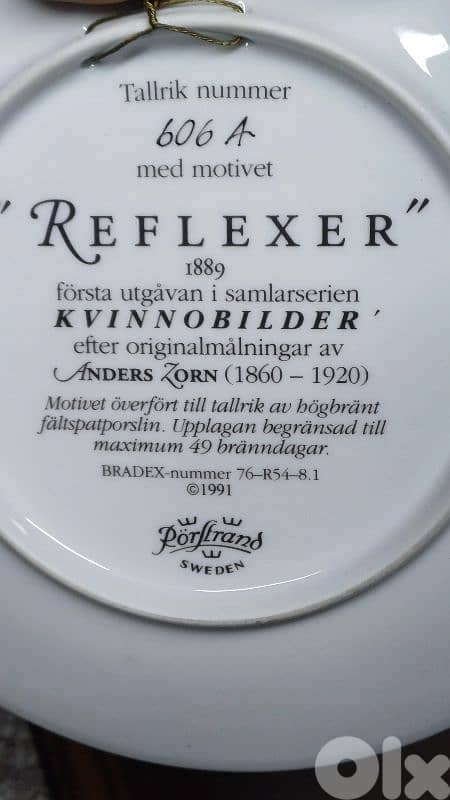 Tallrik nummer
606 A
med motivet
"REFLEXER"
1889
första utgåvan i samlarserien
KVINNOBILDER'
efter originalmålningar av
ANDERS ZORN (1860 – 1920)
Motivet överfört till tallrik av högbränt
fältspatporslin. Upplagan begränsad till
maximum 49 bränndagar.
BRADEX-nummer 76–R54–8.1
©1991
Rörstrand
SWEDEN
Olx